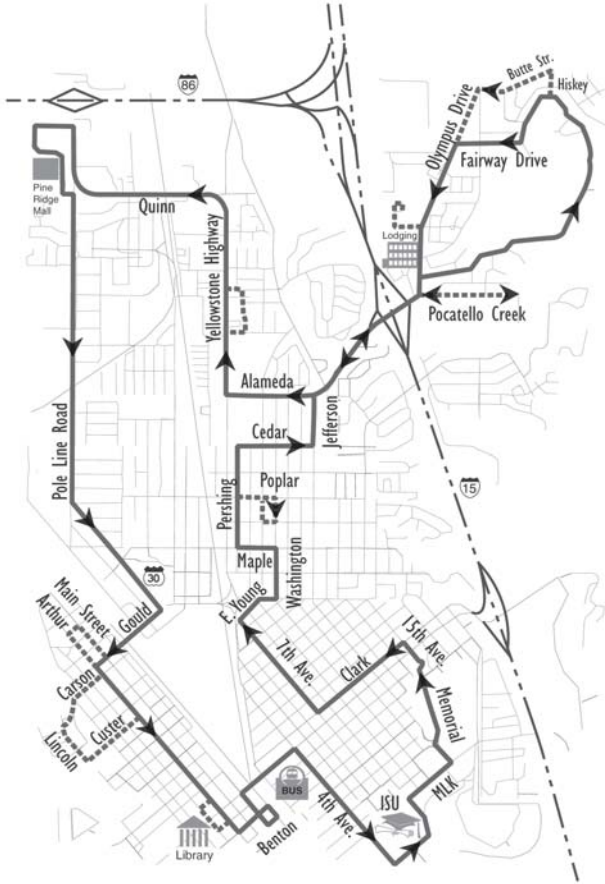 86
Butte Str.
Hiskey
Olympus Drive
Fairway Drive
Pine
Ridge
Mall
Quinn
Lodging
Yellowstone Highway
Pocatello Creek
Alameda
Jefferson
Cedar
Pole Line Road
Poplar
Pershing
15
Maple
Washington
30
E. Young
Main Street
Arthur
Gould
15th Ave.
7th Ave.
Clark
Carson
Memorial
Lincoln
Custer
MLK
BUS
4th Ave.
ISU
Benton
Library